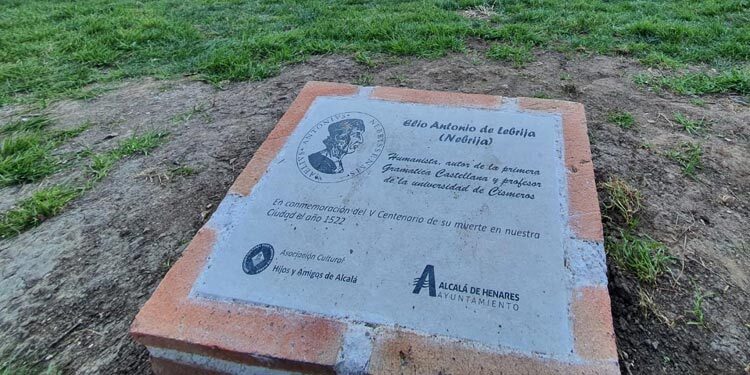 Elio Antonio de Lebrija
(Nebrija)
Humanista, autor de la primera
Gramatica Castellana y profesor
de la universidad de Cisneros
En conmemoración del V Centenario de su muerte en nuestra
Ciudad el año 1522
Asociación Cultural
Hijos y Amigos de Alcalá
ALCALÁ DE HENARES
AYUNTAMIENTO